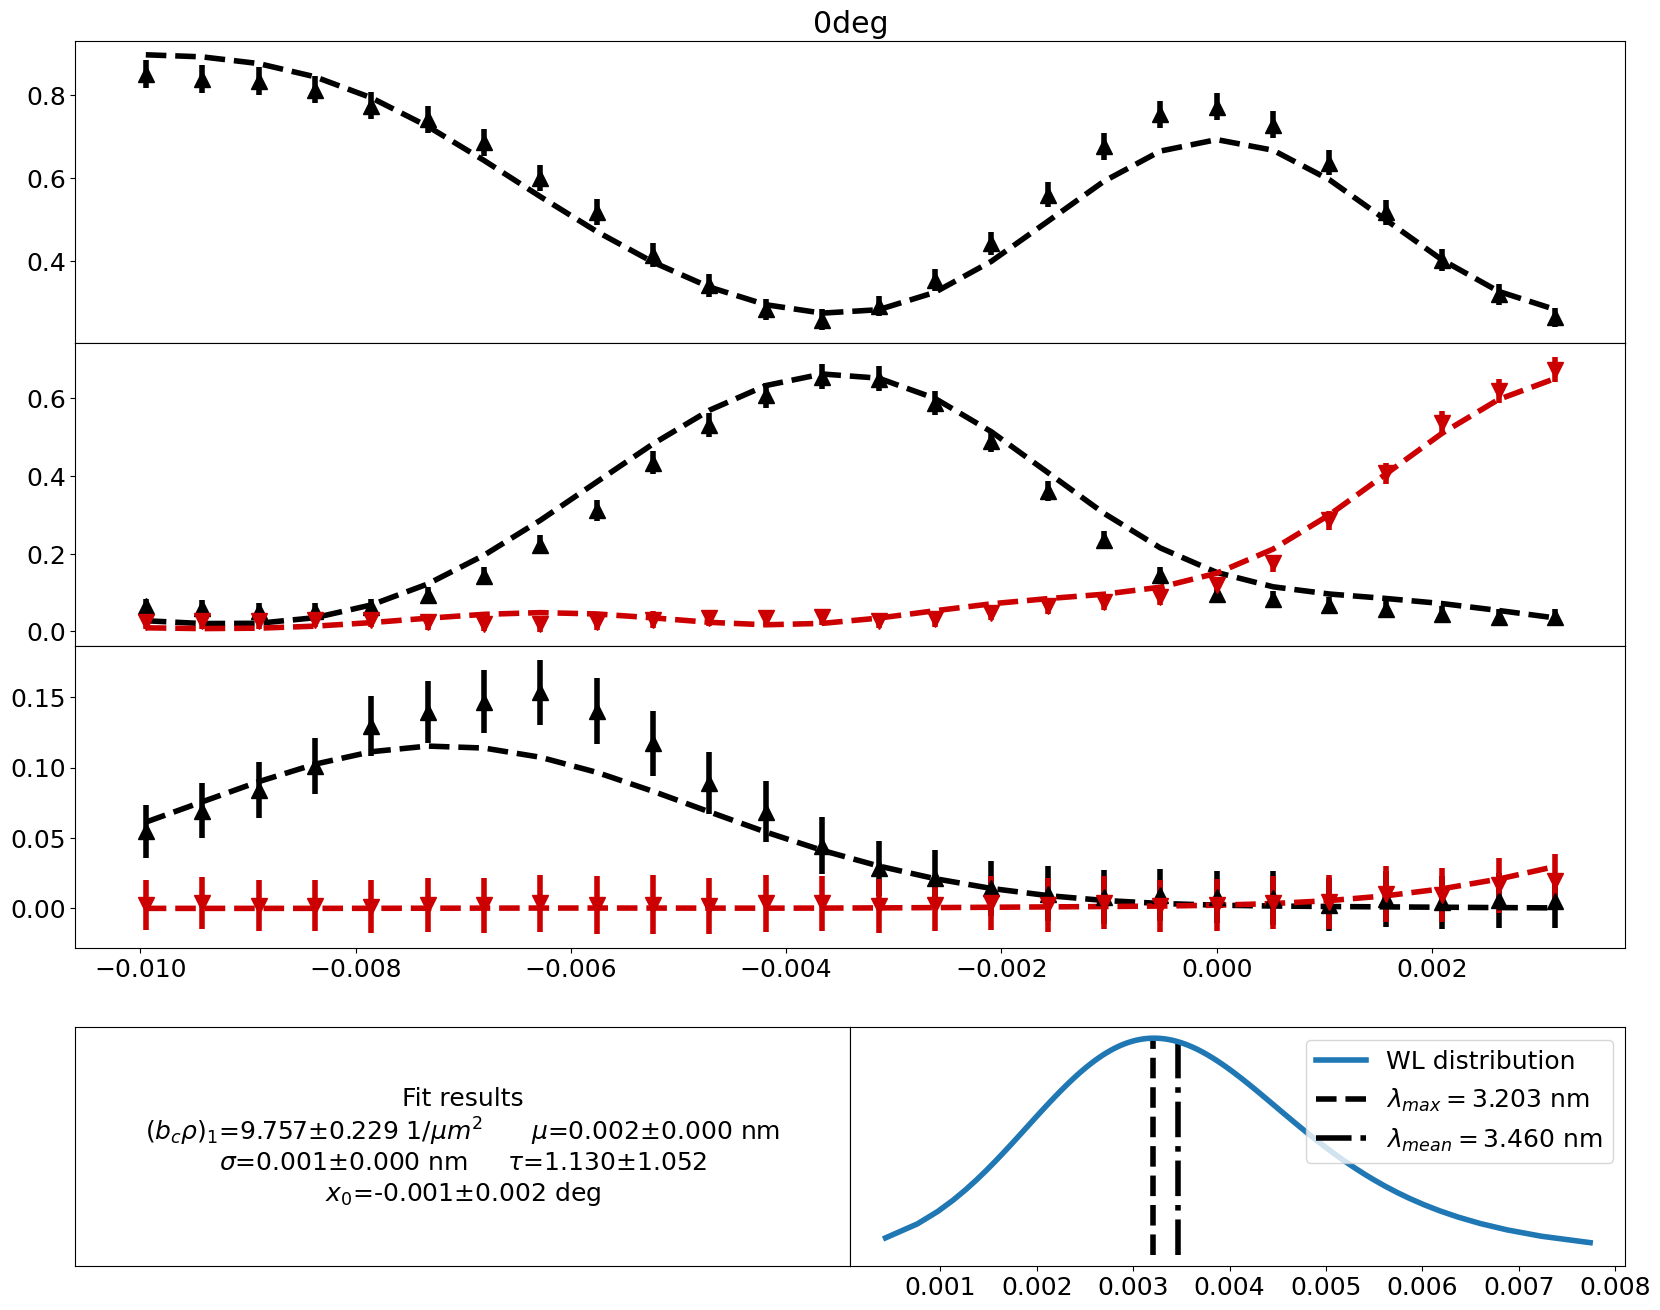 0deg
0.8
0.6
0.4
0.6
0.4
0.2
0.0
0.15
0.10
0.05
0.00
−0.010 −0.008 −0.006 −0.004 −0.002 0.000 0.002
Fit results
(b_cρ)_1=9.757±0.229 1/μm^2 μ=0.002±0.000 nm
σ=0.001±0.000 nm τ=1.130±1.052
x_0=-0.001±0.002 deg
WL distribution
λ_max = 3.203 nm
λ_mean = 3.460 nm
0.001 0.002 0.003 0.004 0.005 0.006 0.007 0.008